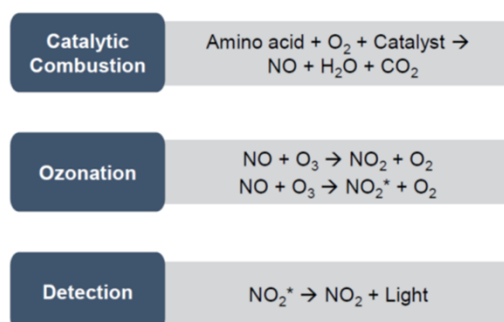 Catalytic
Combustion
Amino acid + O₂ + Catalyst →
NO + H₂O + CO₂
Ozonation
NO + O₃ → NO₂ + O₂
NO + O₃ → NO₂* + O₂
Detection
NO₂* → NO₂ + Light